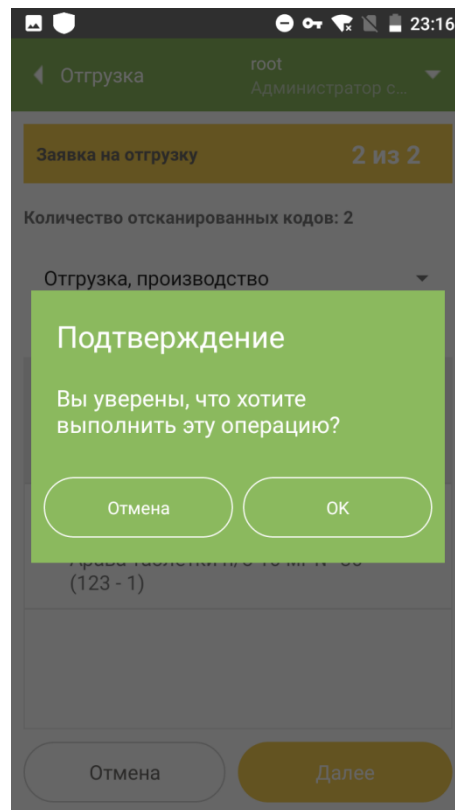 23:16
Отгрузка
root
Администратор с...
Заявка на отгрузку
2 из 2
Количество отсканированных кодов: 2
Отгрузка, производство
Подтверждение
Вы уверены, что хотите
выполнить эту операцию?
Отмена
OK
(123 - 1)
Отмена
Далее